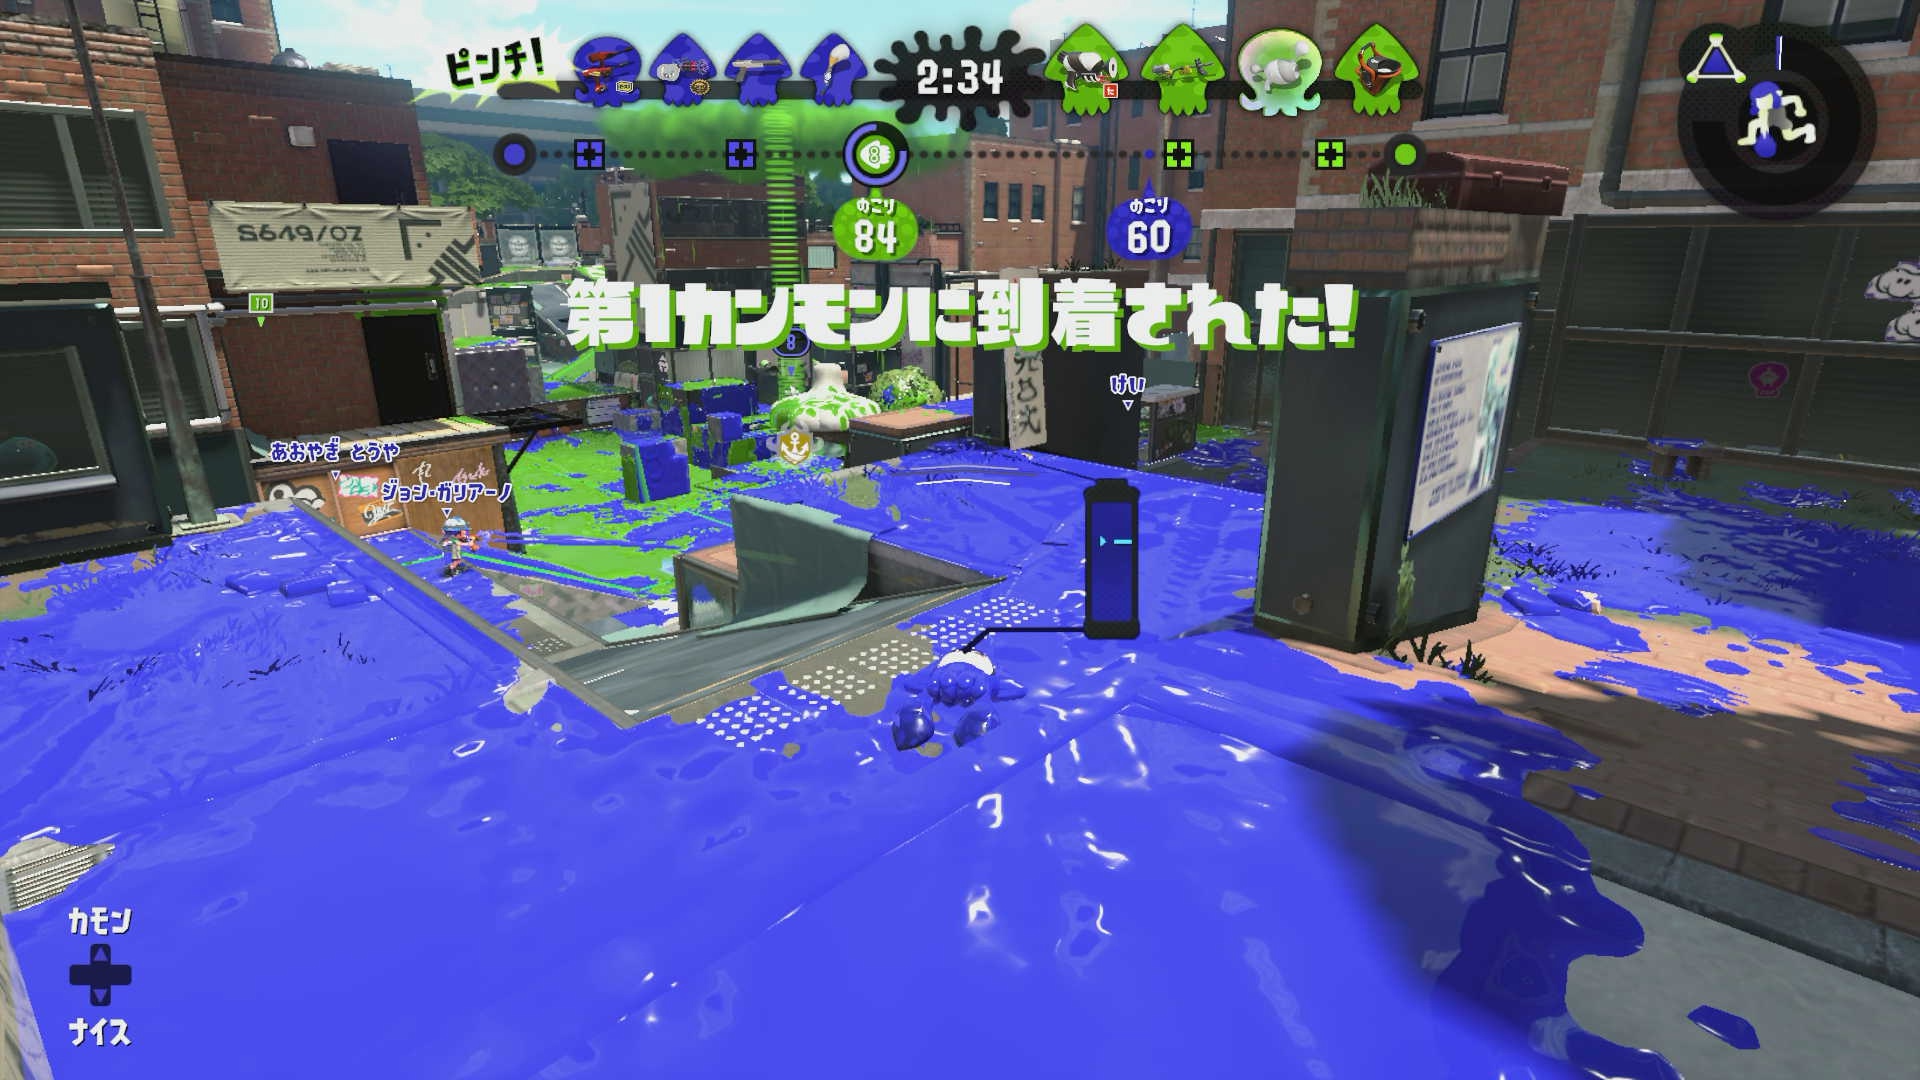 ピンチ!
2:34
8
のこり
84
のこり
60
第1カンモンに到着された!
S649/OZ
10
8
けい
あおやぎ とうや
ジョン・ガリアーノ
カモン
ナイス